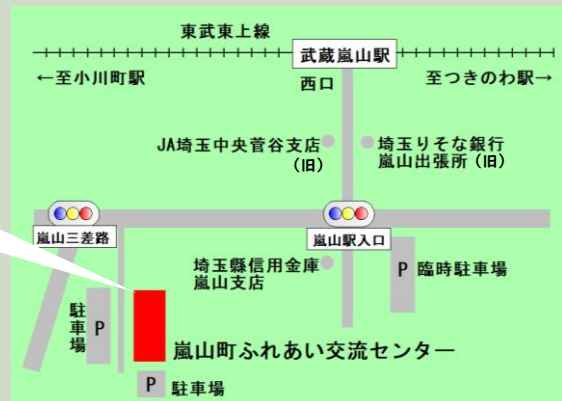 東武東上線
武蔵嵐山駅
←至小川町駅
西口
至つきのわ駅→
JA埼玉中央菅谷支店
(旧)
埼玉りそな銀行
嵐山出張所(旧)
嵐山三差路
嵐山駅入口
埼玉縣信用金庫
嵐山支店
P 臨時駐車場
駐車場
P
嵐山町ふれあい交流センター
P 駐車場